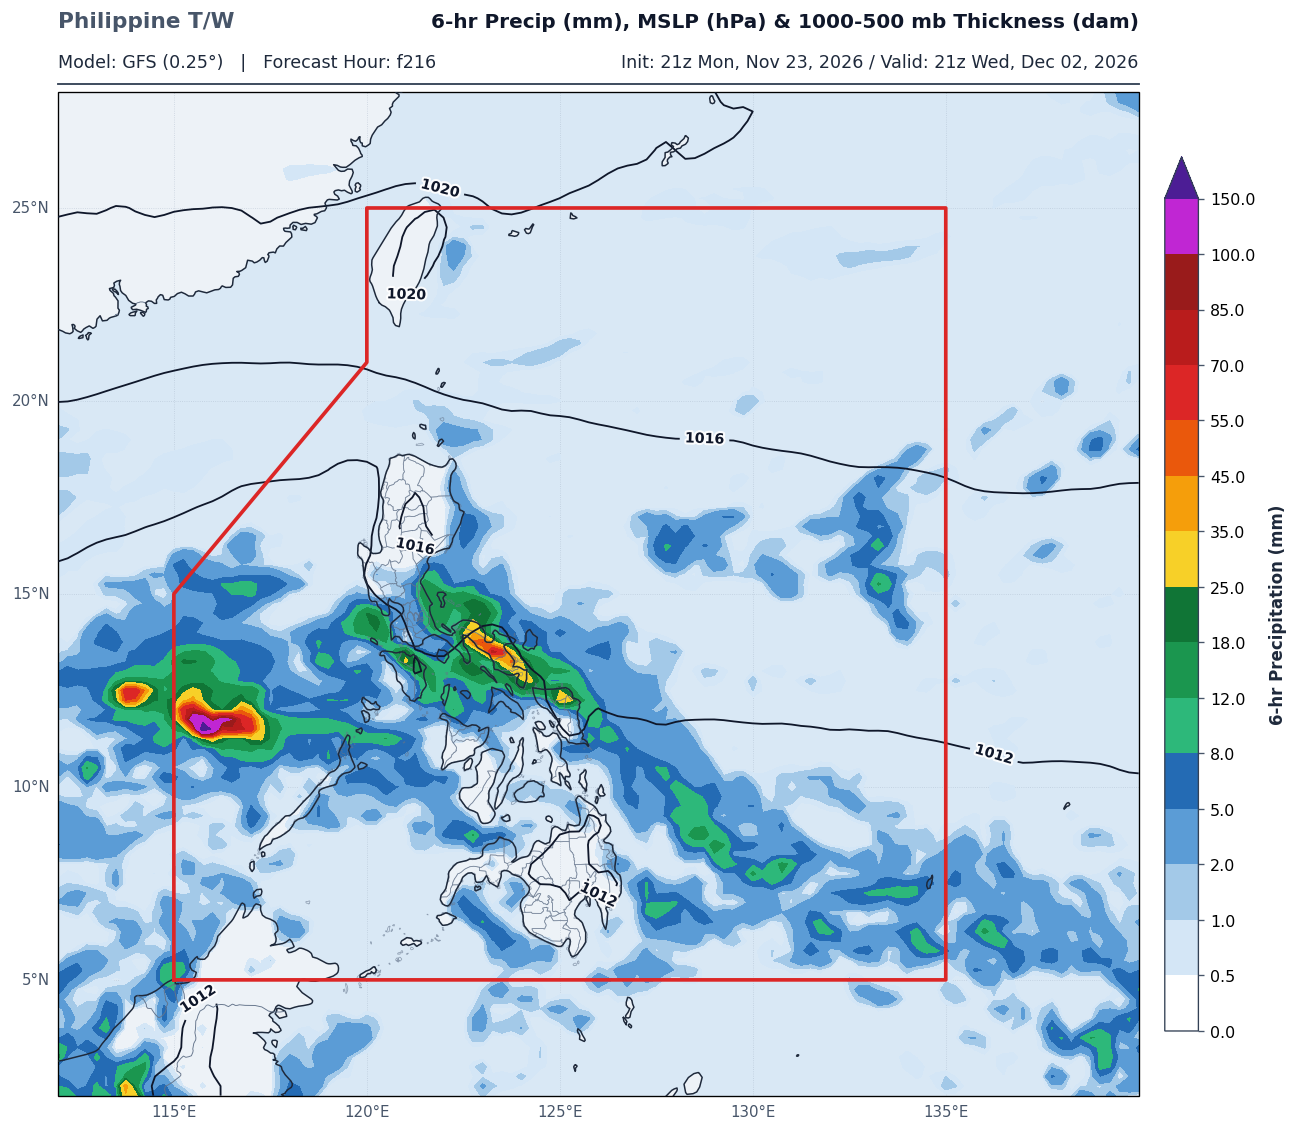 Philippine T/W
6-hr Precip (mm), MSLP (hPa) & 1000-500 mb Thickness (dam)
Model: GFS (0.25°) | Forecast Hour: f216
Init: 21z Mon, Nov 23, 2026 / Valid: 21z Wed, Dec 02, 2026
1020
25°N
1020
20°N
1016
1016
15°N
1012
10°N
1012
5°N
1012
115°E
120°E
125°E
130°E
135°E
150.0
100.0
85.0
70.0
55.0
45.0
35.0
25.0
18.0
12.0
8.0
5.0
2.0
1.0
0.5
0.0
6-hr Precipitation (mm)